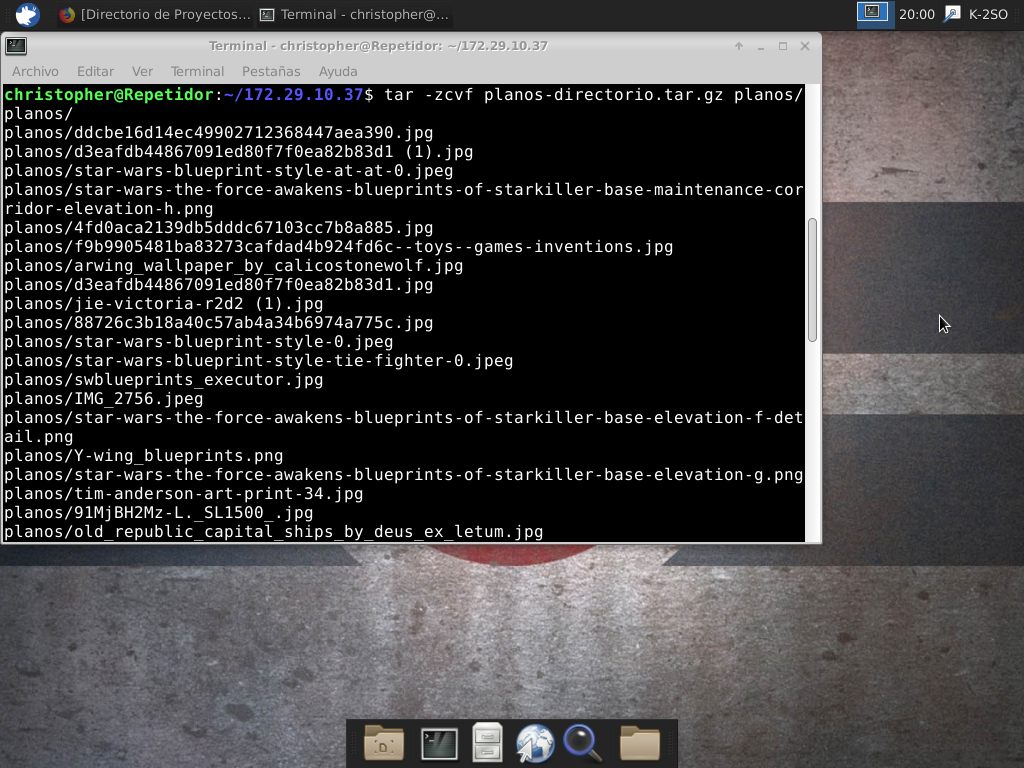 [Directorio de Proyectos... Terminal - christopher@... 20:00 K-2SO
Terminal - christopher@Repetidor: ~/172.29.10.37
Archivo Editar Ver Terminal Pestañas Ayuda
christopher@Repetidor:~/172.29.10.37$ tar -zcvf planos-directorio.tar.gz planos/
planos/
planos/ddcbe16d14ec49902712368447aea390.jpg
planos/d3eafdb44867091ed80f7f0ea82b83d1 (1).jpg
planos/star-wars-blueprint-style-at-at-0.jpeg
planos/star-wars-the-force-awakens-blueprints-of-starkiller-base-maintenance-cor
ridor-elevation-h.png
planos/4fd0aca2139db5dddc67103cc7b8a885.jpg
planos/f9b9905481ba83273cafdad4b924fd6c--toys--games-inventions.jpg
planos/arwing_wallpaper_by_calicostonewolf.jpg
planos/d3eafdb44867091ed80f7f0ea82b83d1.jpg
planos/jie-victoria-r2d2 (1).jpg
planos/88726c3b18a40c57ab4a34b6974a775c.jpg
planos/star-wars-blueprint-style-0.jpeg
planos/star-wars-blueprint-style-tie-fighter-0.jpeg
planos/swblueprints_executor.jpg
planos/IMG_2756.jpeg
planos/star-wars-the-force-awakens-blueprints-of-starkiller-base-elevation-f-det
ail.png
planos/Y-wing_blueprints.png
planos/star-wars-the-force-awakens-blueprints-of-starkiller-base-elevation-g.png
planos/tim-anderson-art-print-34.jpg
planos/91MjBH2Mz-L._SL1500_.jpg
planos/old_republic_capital_ships_by_deus_ex_letum.jpg
D